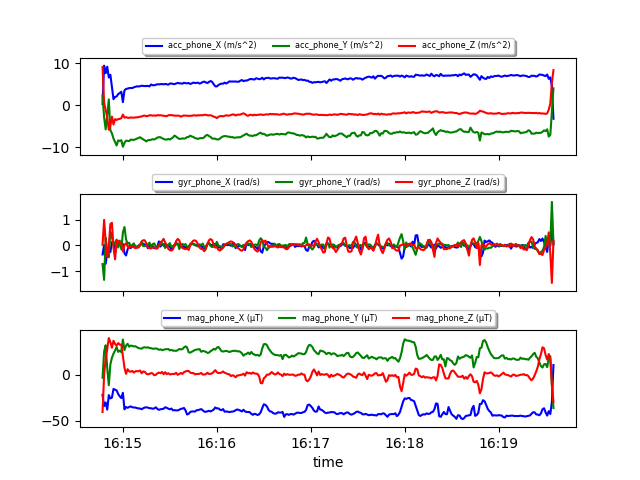 acc_phone_X (m/s^2) acc_phone_Y (m/s^2) acc_phone_Z (m/s^2)
10
0
−10
gyr_phone_X (rad/s) gyr_phone_Y (rad/s) gyr_phone_Z (rad/s)
1
0
−1
mag_phone_X (µT) mag_phone_Y (µT) mag_phone_Z (µT)
0
−50
16:15 16:16 16:17 16:18 16:19
time